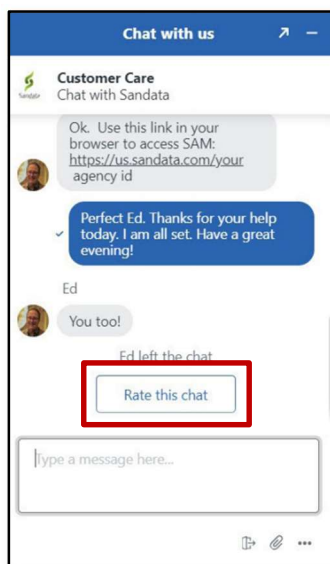 Chat with us
Customer Care
Sandata
Chat with Sandata
Ok. Use this link in your
browser to access SAM:
https://us.sandata.com/your
agency id
Perfect Ed. Thanks for your help
today. I am all set. Have a great
evening!
Ed
You too!
Ed left the chat
Rate this chat
Type a message here...